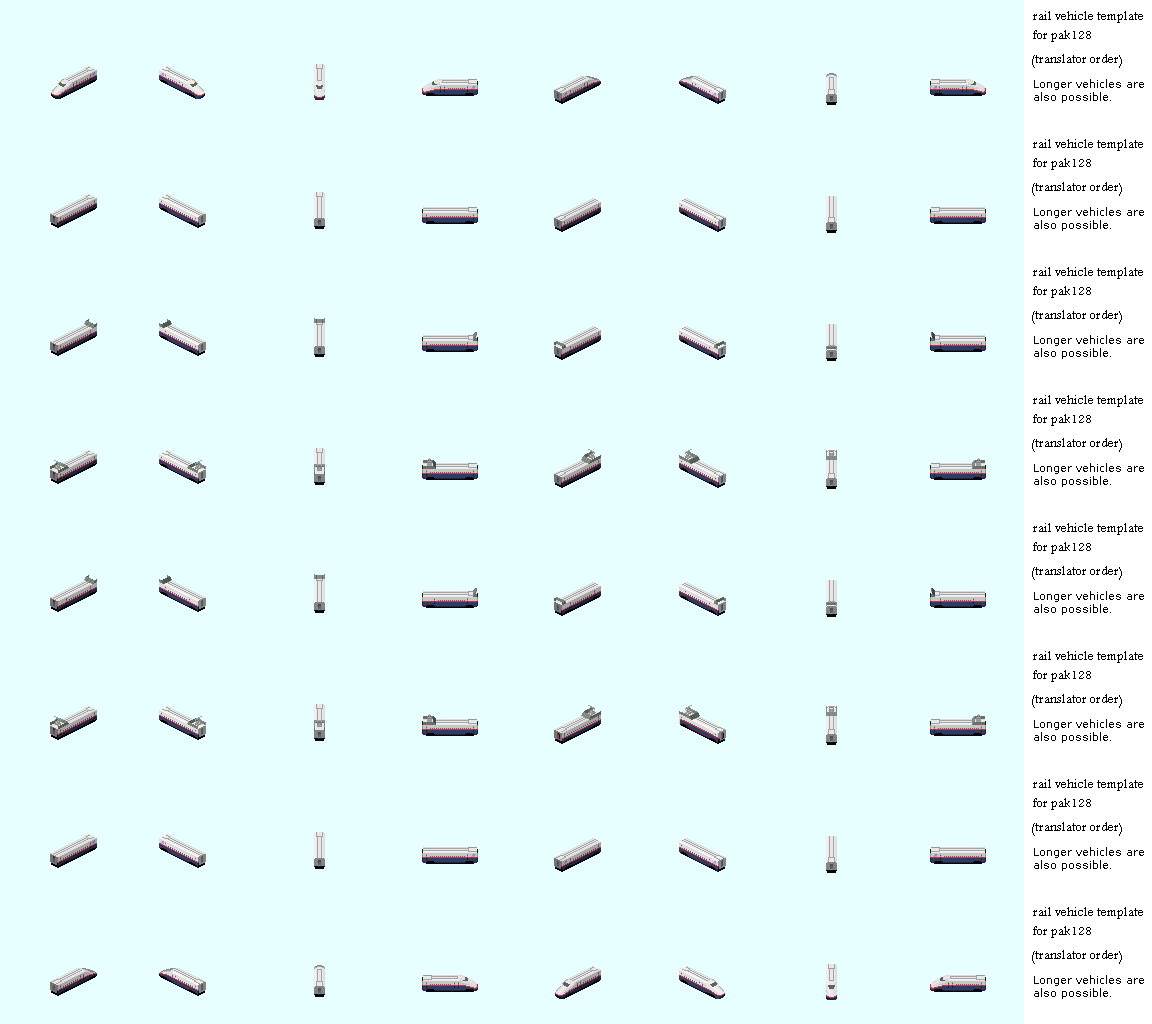 rail vehicle template
for pak128
(translator order)
Longer vehicles are
also possible.
rail vehicle template
for pak128
(translator order)
Longer vehicles are
also possible.
rail vehicle template
for pak128
(translator order)
Longer vehicles are
also possible.
rail vehicle template
for pak128
(translator order)
Longer vehicles are
also possible.
rail vehicle template
for pak128
(translator order)
Longer vehicles are
also possible.
rail vehicle template
for pak128
(translator order)
Longer vehicles are
also possible.
rail vehicle template
for pak128
(translator order)
Longer vehicles are
also possible.
rail vehicle template
for pak128
(translator order)
Longer vehicles are
also possible.